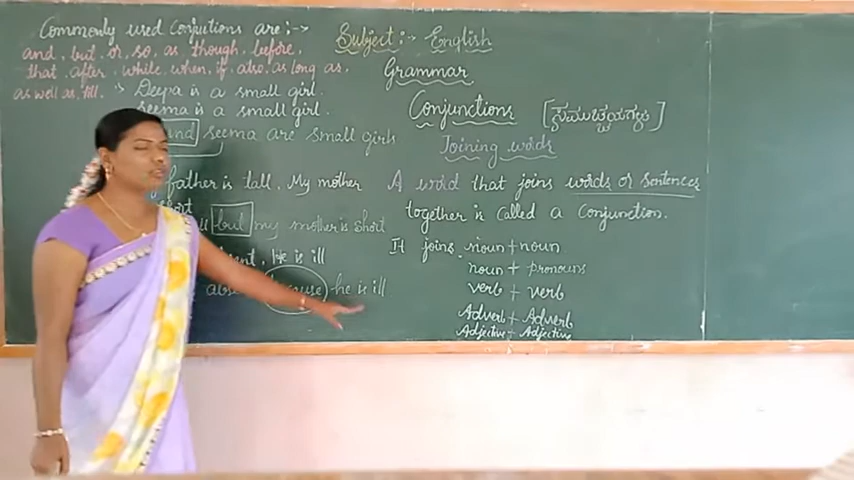 Commonly used Conjuctions are :->
and, but, or, so, as though, before,
that, after, while, when, if, also, as long as,
as well as, till.
Deepa is a small girl.
Seema is a small girl.
and seema are small girls
father is tall. My mother
short
but my mother is short
. He is ill
he is ill
Subject :- English
Grammar
Conjunctions [ಸಮುಚ್ಚಯಗಳು]
Joining words
A word that joins words or sentences
together is called a conjunction.
It joins. noun + noun
noun + pronouns
verb + verb
Adverb + Adverb
Adjective + Adjective